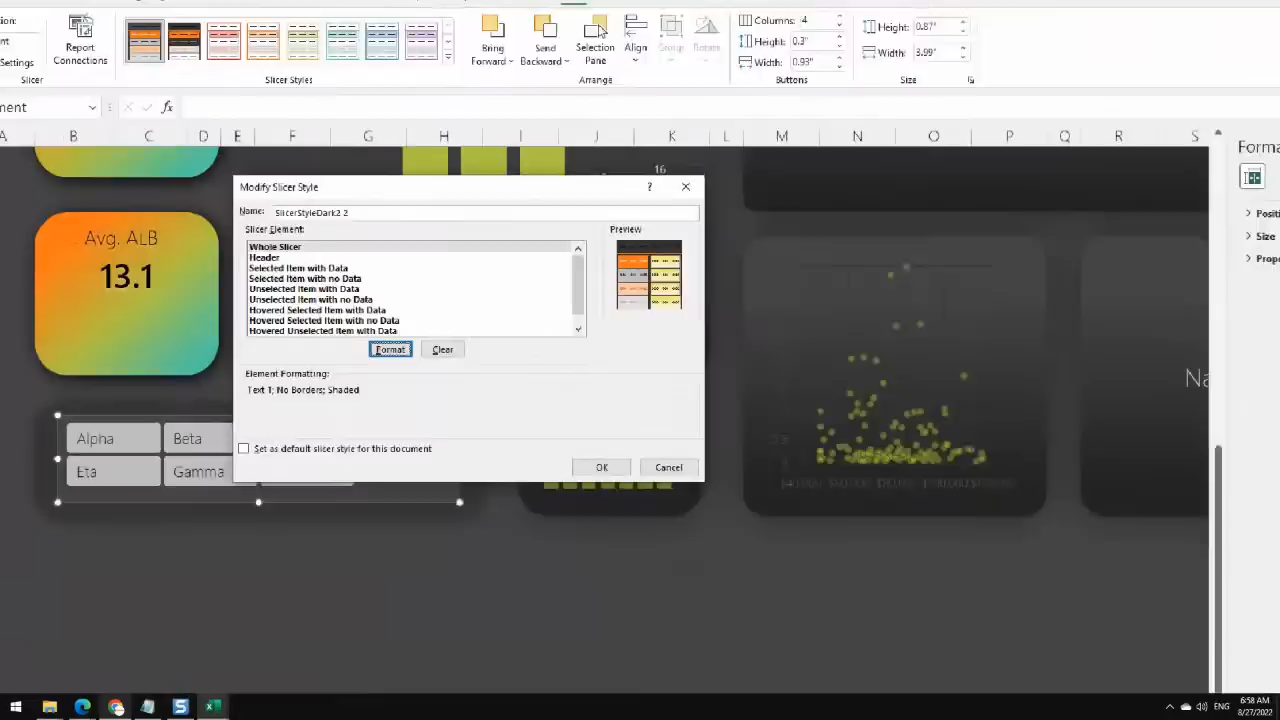 ion:
nt
Settings
Slicer
Report
Connections
Slicer Styles
Bring
Forward
Send
Backward
Selection
Pane
Align
Group
Rotate
Arrange
Columns: 4
Height: 0.3"
Width: 0.93"
Buttons
Height: 0.87"
Width: 3.99"
Size
ment
fx
A B C D E F G H I J K L M N O P Q R S
16
Forma
Positi
Size
Prope
Avg. ALB
13.1
Alpha
Beta
Eta
Gamma
Na
Modify Slicer Style
?
Name: SlicerStyleDark2 2
Slicer Element:
Preview
Whole Slicer
Header
Selected Item with Data
Selected Item with no Data
Unselected Item with Data
Unselected Item with no Data
Hovered Selected Item with Data
Hovered Selected Item with no Data
Hovered Unselected Item with Data
Format
Clear
Element Formatting:
Text T; No Borders; Shaded
Set as default slicer style for this document
OK
Cancel
ENG
6:58 AM
8/27/2022